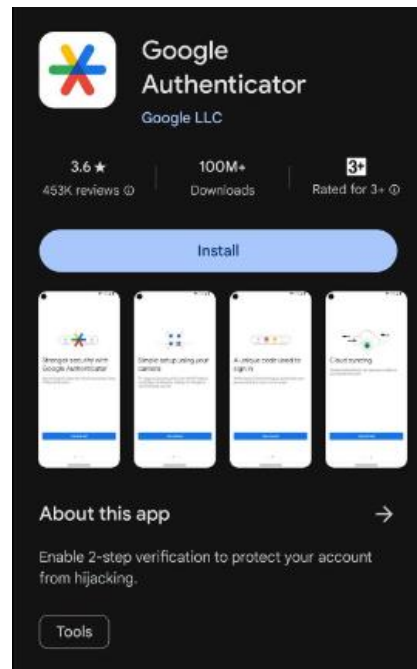 Google
Authenticator
Google LLC
3.6 ★
453K reviews
100M+
Downloads
3+
Rated for 3+
Install
Stronger security with
Google Authenticator
Simple setup using your
camera
A unique code used to
sign in
Cloud syncing
About this app
Enable 2-step verification to protect your account
from hijacking.
Tools